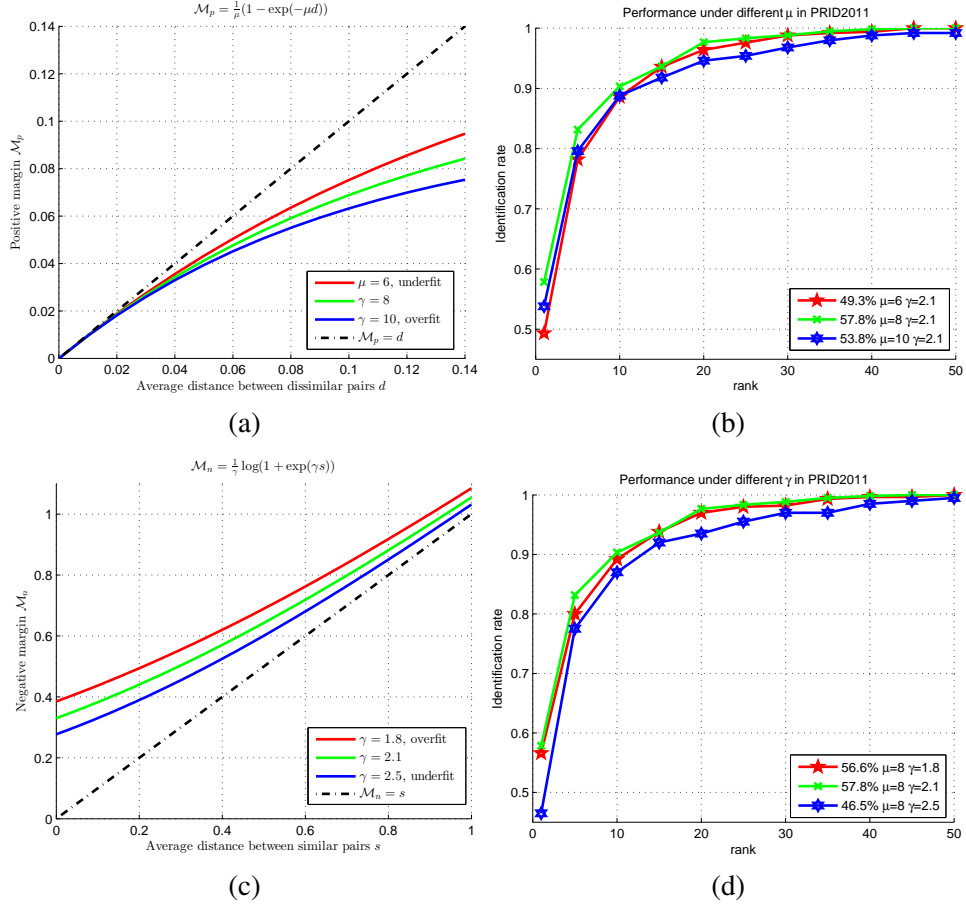 𝓜ₚ = 1/μ (1 − exp(−μd))
0.14
0.12
0.1
0.08
0.06
0.04
0.02
0
Positive margin 𝓜ₚ
μ = 6, underfit
γ = 8
γ = 10, overfit
𝓜ₚ = d
0 0.02 0.04 0.06 0.08 0.1 0.12 0.14
Average distance between dissimilar pairs d
(a)
Performance under different μ in PRID2011
1
0.9
0.8
0.7
0.6
0.5
Identification rate
49.3% μ=6 γ=2.1
57.8% μ=8 γ=2.1
53.8% μ=10 γ=2.1
0 10 20 30 40 50
rank
(b)
𝓜ₙ = 1/γ log(1 + exp(γs))
1
0.8
0.6
0.4
0.2
0
Negative margin 𝓜ₙ
γ = 1.8, overfit
γ = 2.1
γ = 2.5, underfit
𝓜ₙ = s
0 0.2 0.4 0.6 0.8 1
Average distance between similar pairs s
(c)
Performance under different γ in PRID2011
1
0.9
0.8
0.7
0.6
0.5
Identification rate
56.6% μ=8 γ=1.8
57.8% μ=8 γ=2.1
46.5% μ=8 γ=2.5
0 10 20 30 40 50
rank
(d)